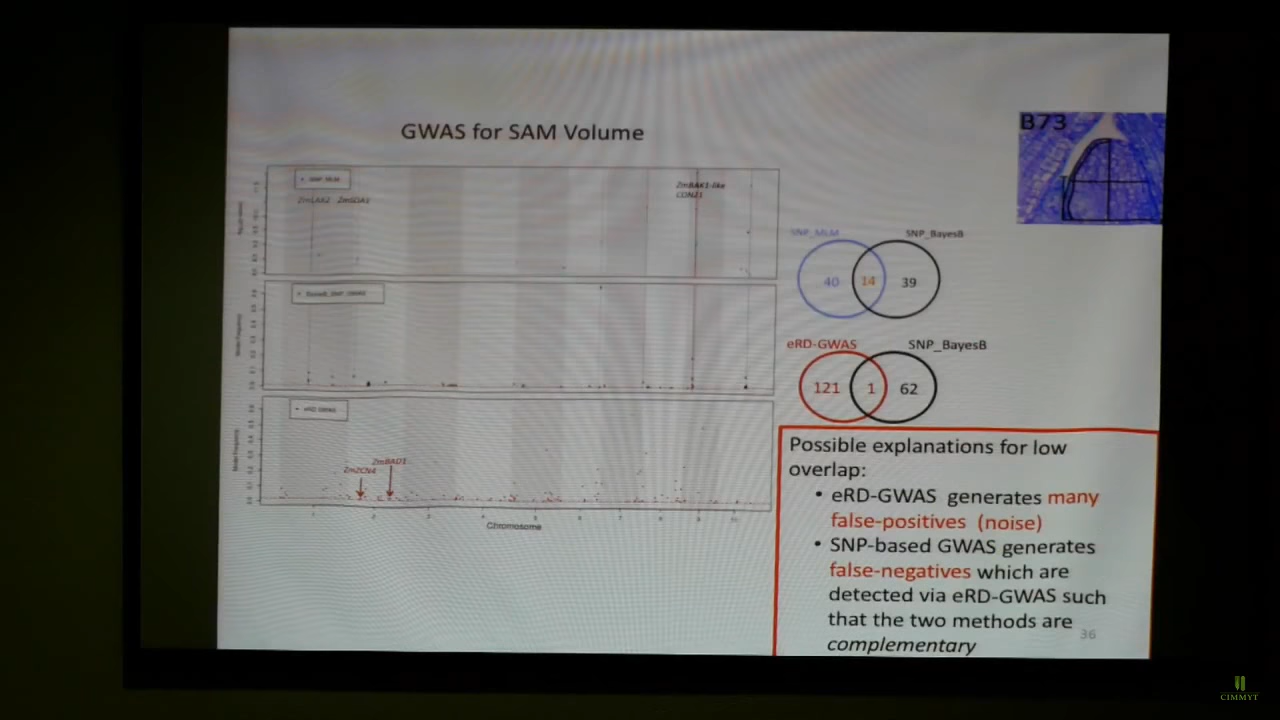 GWAS for SAM Volume
B73
SNP_MLM
ZmBAK1-like
SNP_MLM
SNP_BayesB
40
14
39
eRD-GWAS
SNP_BayesB
121
1
62
ZmBAD1
ZmZCN4
Chromosome
Possible explanations for low
overlap:
• eRD-GWAS generates many
false-positives (noise)
• SNP-based GWAS generates
false-negatives which are
detected via eRD-GWAS such
that the two methods are
complementary
36
CIMMYT